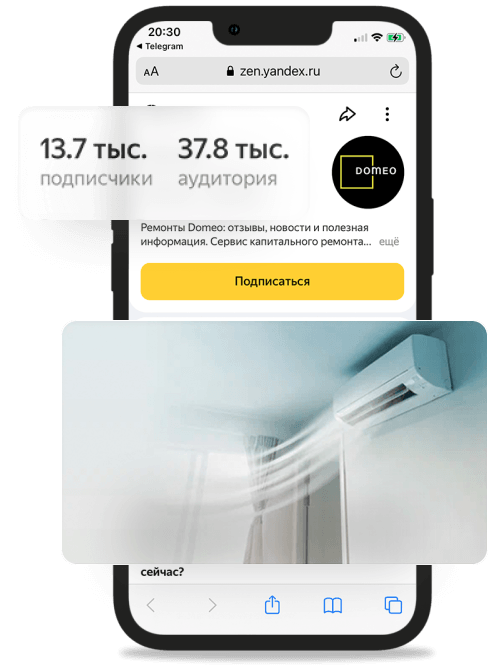 20:30
Telegram
AA
zen.yandex.ru
13.7 тыс.
37.8 тыс.
подписчики
аудитория
DOMEO
Ремонты Domeo: отзывы, новости и полезная
информация. Сервис капитального ремонта... ещё
Подписаться
сейчас?